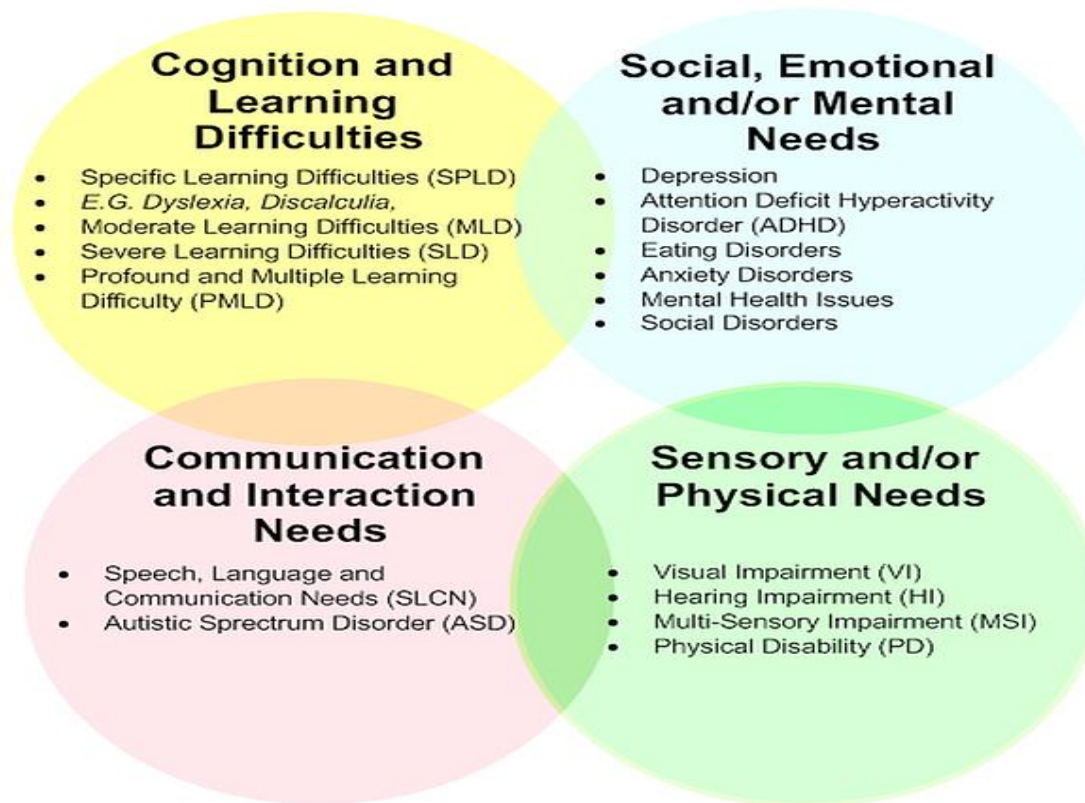 Cognition and
Learning
Difficulties
• Specific Learning Difficulties (SPLD)
• E.G. Dyslexia, Discalculia,
• Moderate Learning Difficulties (MLD)
• Severe Learning Difficulties (SLD)
• Profound and Multiple Learning
Difficulty (PMLD)
Social, Emotional
and/or Mental
Needs
• Depression
• Attention Deficit Hyperactivity
Disorder (ADHD)
• Eating Disorders
• Anxiety Disorders
• Mental Health Issues
• Social Disorders
Communication
and Interaction
Needs
• Speech, Language and
Communication Needs (SLCN)
• Autistic Sprectrum Disorder (ASD)
Sensory and/or
Physical Needs
• Visual Impairment (VI)
• Hearing Impairment (HI)
• Multi-Sensory Impairment (MSI)
• Physical Disability (PD)